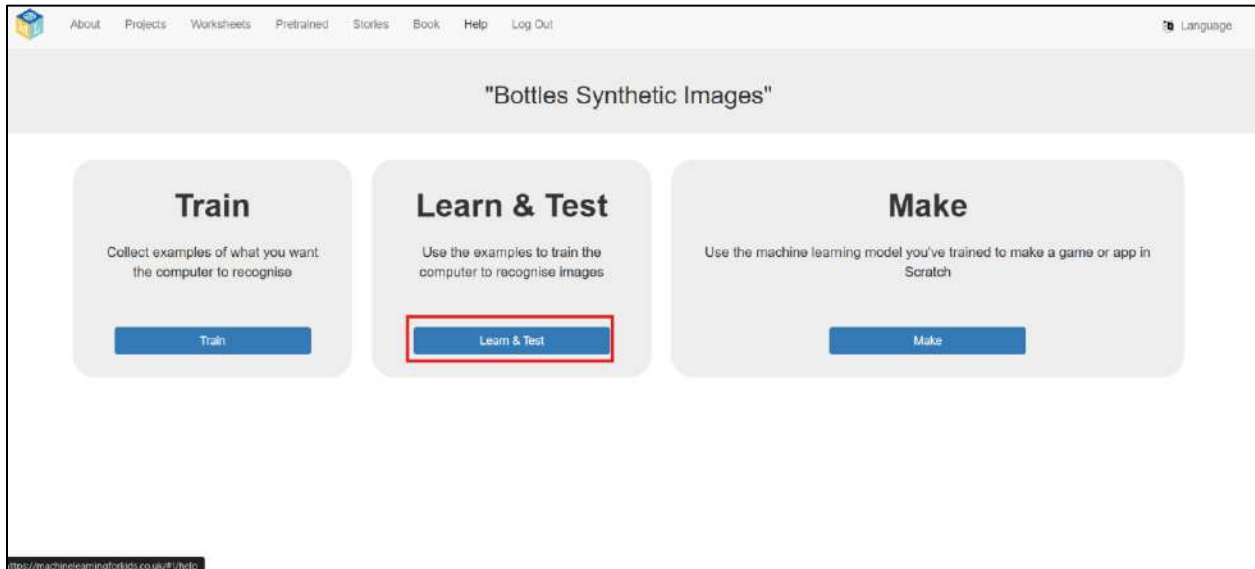 About Projects Worksheets Pretrained Stories Book Help Log Out Language
"Bottles Synthetic Images"
Train
Collect examples of what you want
the computer to recognise
Train
Learn & Test
Use the examples to train the
computer to recognise images
Learn & Test
Make
Use the machine learning model you've trained to make a game or app in
Scratch
Make
ttps://machinelearningforkids.co.uk/#!/help